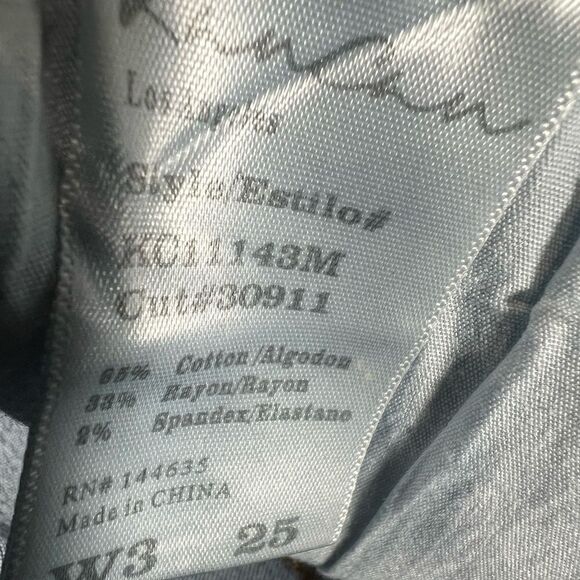 KanCan
Los Angeles
Style/Estilo#
KC11143M
Cut#30911
65% Cotton/Algodon
33% Rayon/Rayon
2% Spandex/Elastane
RN# 144635
Made in CHINA
W3 25